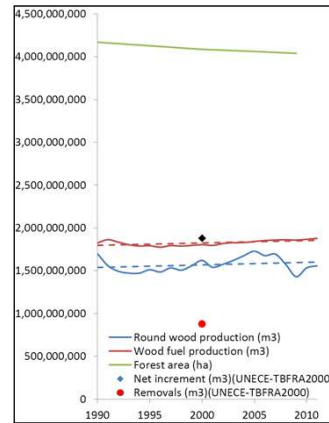 4,500,000,000
4,000,000,000
3,500,000,000
3,000,000,000
2,500,000,000
2,000,000,000
1,500,000,000
1,000,000,000
500,000,000
0
Round wood production (m3)
Wood fuel production (m3)
Forest area (ha)
Net increment (m3)(UNECE-TBFRA2000
Removals (m3)(UNECE-TBFRA2000)
1990 1995 2000 2005 2010